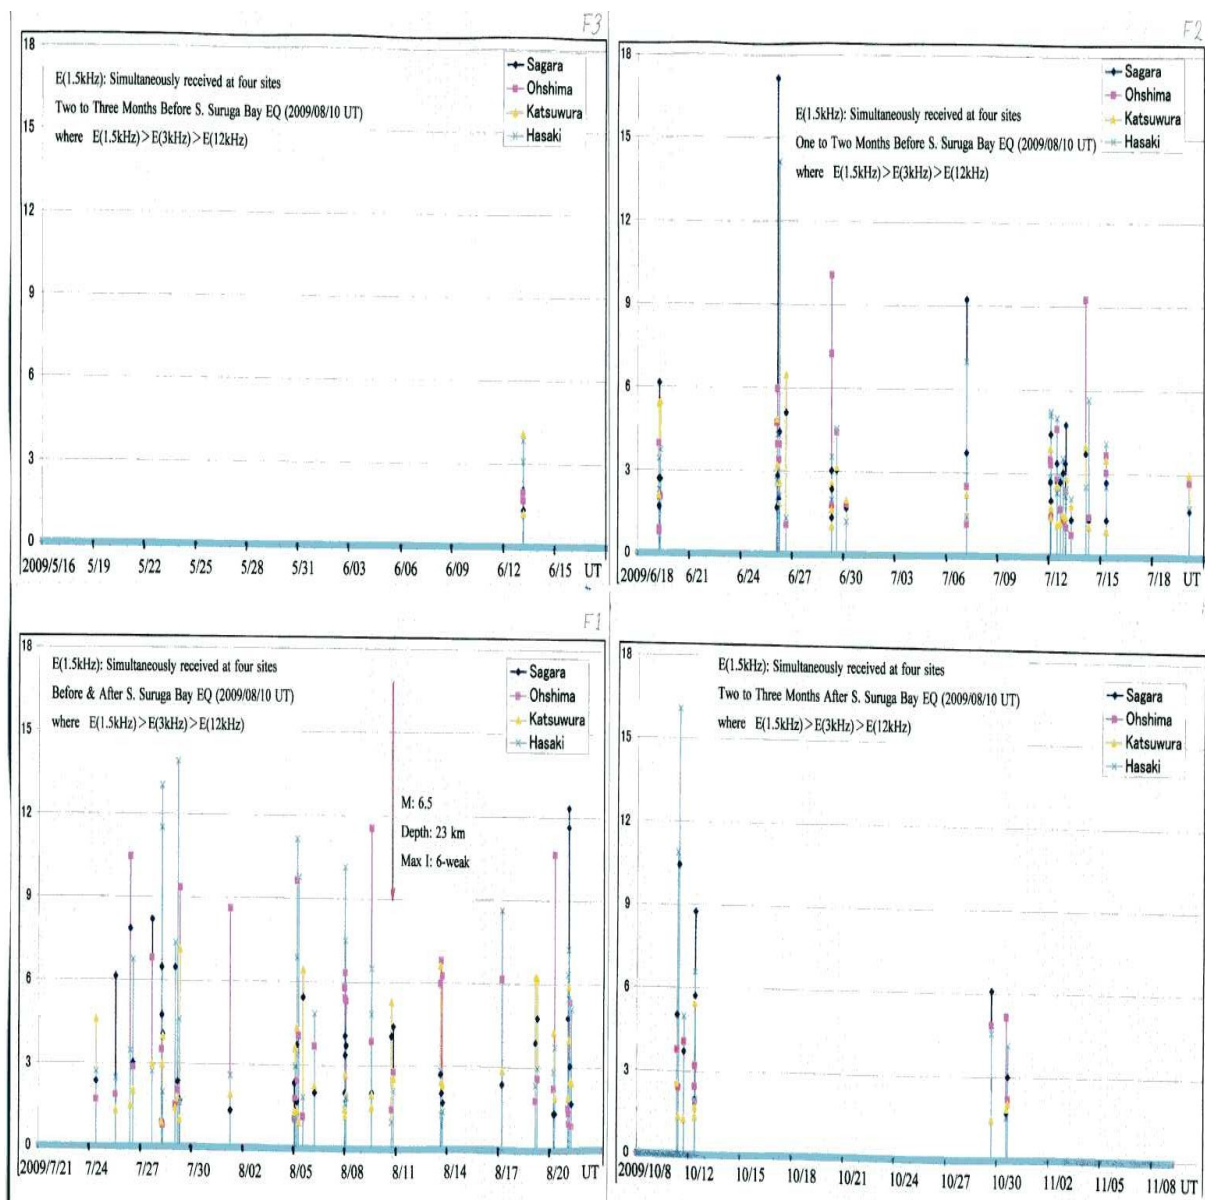 F3
18
E(1.5kHz): Simultaneously received at four sites
Two to Three Months Before S. Suruga Bay EQ (2009/08/10 UT)
where E(1.5kHz)>E(3kHz)>E(12kHz)
Sagara
Ohshima
Katsuwura
Hasaki
15
12
9
6
3
0
2009/5/16 5/19 5/22 5/25 5/28 5/31 6/03 6/06 6/09 6/12 6/15 UT
F2
18
E(1.5kHz): Simultaneously received at four sites
One to Two Months Before S. Suruga Bay EQ (2009/08/10 UT)
where E(1.5kHz)>E(3kHz)>E(12kHz)
Sagara
Ohshima
Katsuwura
Hasaki
15
12
9
6
3
0
2009/6/18 6/21 6/24 6/27 6/30 7/03 7/06 7/09 7/12 7/15 7/18 UT
F1
18
E(1.5kHz): Simultaneously received at four sites
Before & After S. Suruga Bay EQ (2009/08/10 UT)
where E(1.5kHz)>E(3kHz)>E(12kHz)
Sagara
Ohshima
Katsuwura
Hasaki
15
12
M: 6.5
Depth: 23 km
Max I: 6-weak
9
6
3
0
2009/7/21 7/24 7/27 7/30 8/02 8/05 8/08 8/11 8/14 8/17 8/20 UT
18
E(1.5kHz): Simultaneously received at four sites
Two to Three Months After S. Suruga Bay EQ (2009/08/10 UT)
where E(1.5kHz)>E(3kHz)>E(12kHz)
Sagara
Ohshima
Katsuwura
Hasaki
15
12
9
6
3
0
2009/10/8 10/12 10/15 10/18 10/21 10/24 10/27 10/30 11/02 11/05 11/08 UT